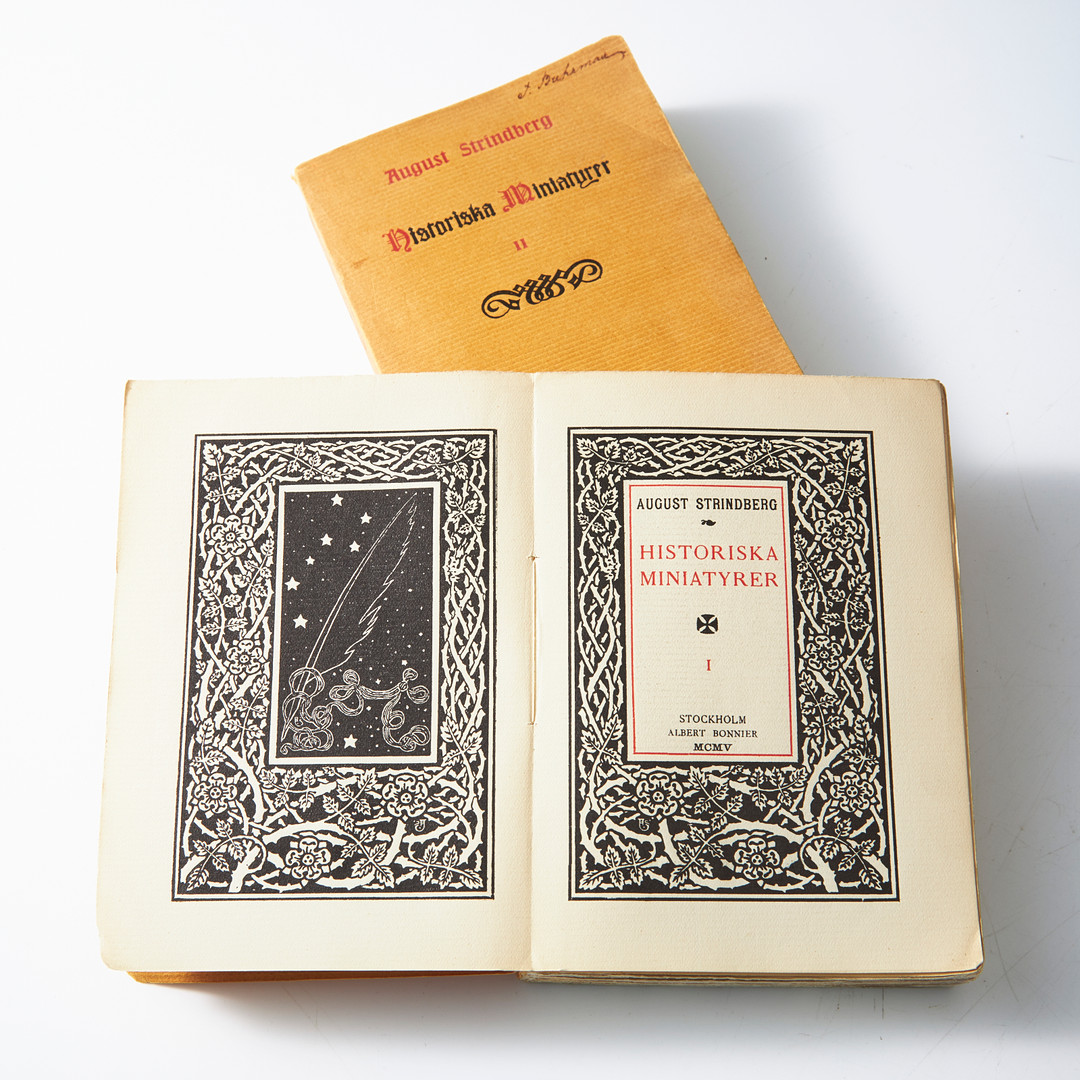 August Strindberg
Historiska Miniatyrer
II
AUGUST STRINDBERG
HISTORISKA
MINIATYRER
I
STOCKHOLM
ALBERT BONNIER
MCMV